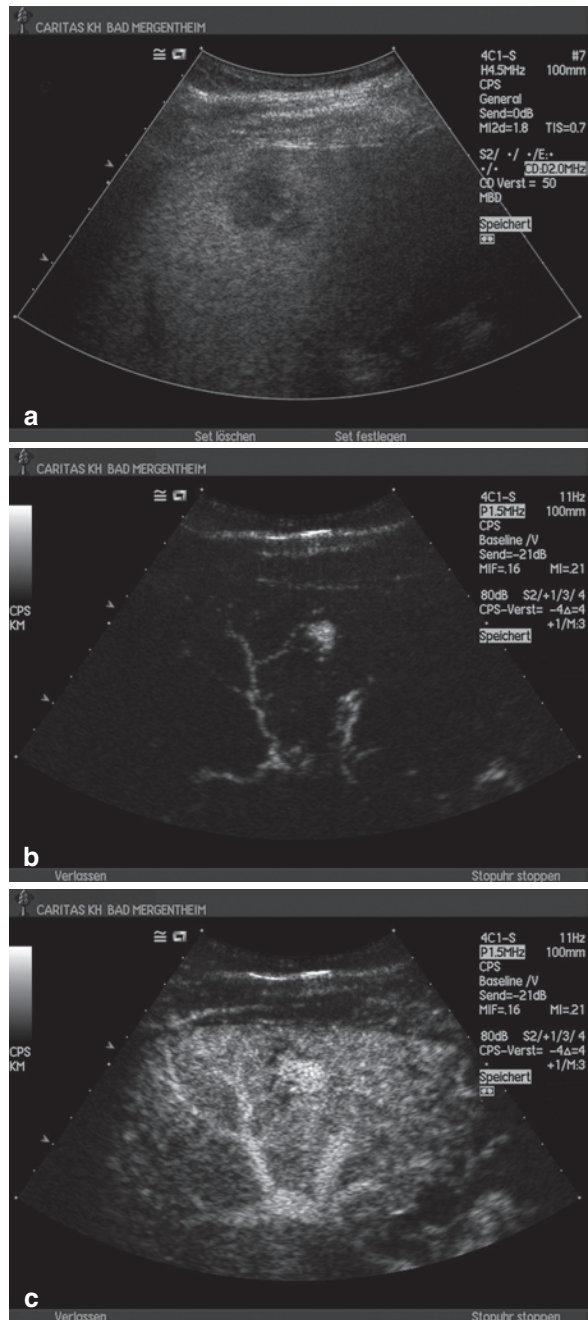 CARITAS KH BAD MERGENTHEIM
4C1-S #7
H4.5MHz 100mm
CPS
General
Send=0dB
MI2d=1.8 TIS=0.7
S2/ ·/ ·/E:·
·/· CD:D2.0MHz
CD Verst = 50
MBD
Speichert
a
Set löschen Set festlegen
CARITAS KH BAD MERGENTHEIM
4C1-S 11Hz
P1.5MHz 100mm
CPS
Baseline /V
Send=-21dB
MIF=.16 MI=.21
80dB S2/+1/3/4
CPS-Verst= -4Δ=4
+1/M:3
Speichert
CPS
KM
b
Verlassen Stopuhr stoppen
CARITAS KH BAD MERGENTHEIM
4C1-S 11Hz
P1.5MHz 100mm
CPS
Baseline /V
Send=-21dB
MIF=.16 MI=.21
80dB S2/+1/3/4
CPS-Verst= -4Δ=4
+1/M:3
Speichert
CPS
KM
c
Verlassen Stopuhr stoppen